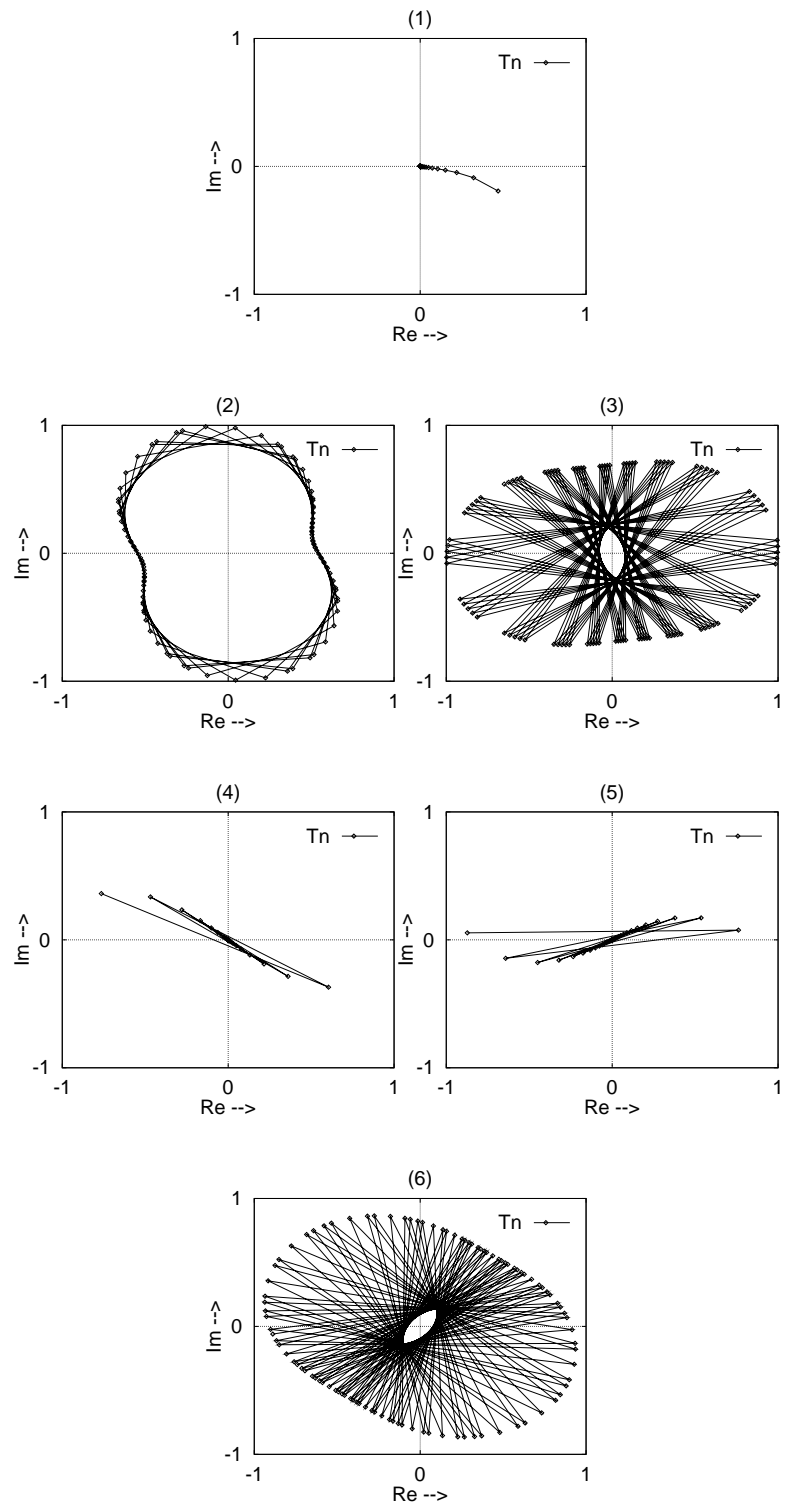 (1)
1
Tn
Im -->
0
-1
-1 0 1
Re -->
(2)
1
Tn
Im -->
0
-1
-1 0 1
Re -->
(3)
1
Tn
Im -->
0
-1
-1 0 1
Re -->
(4)
1
Tn
Im -->
0
-1
-1 0 1
Re -->
(5)
1
Tn
Im -->
0
-1
-1 0 1
Re -->
(6)
1
Tn
Im -->
0
-1
-1 0 1
Re -->